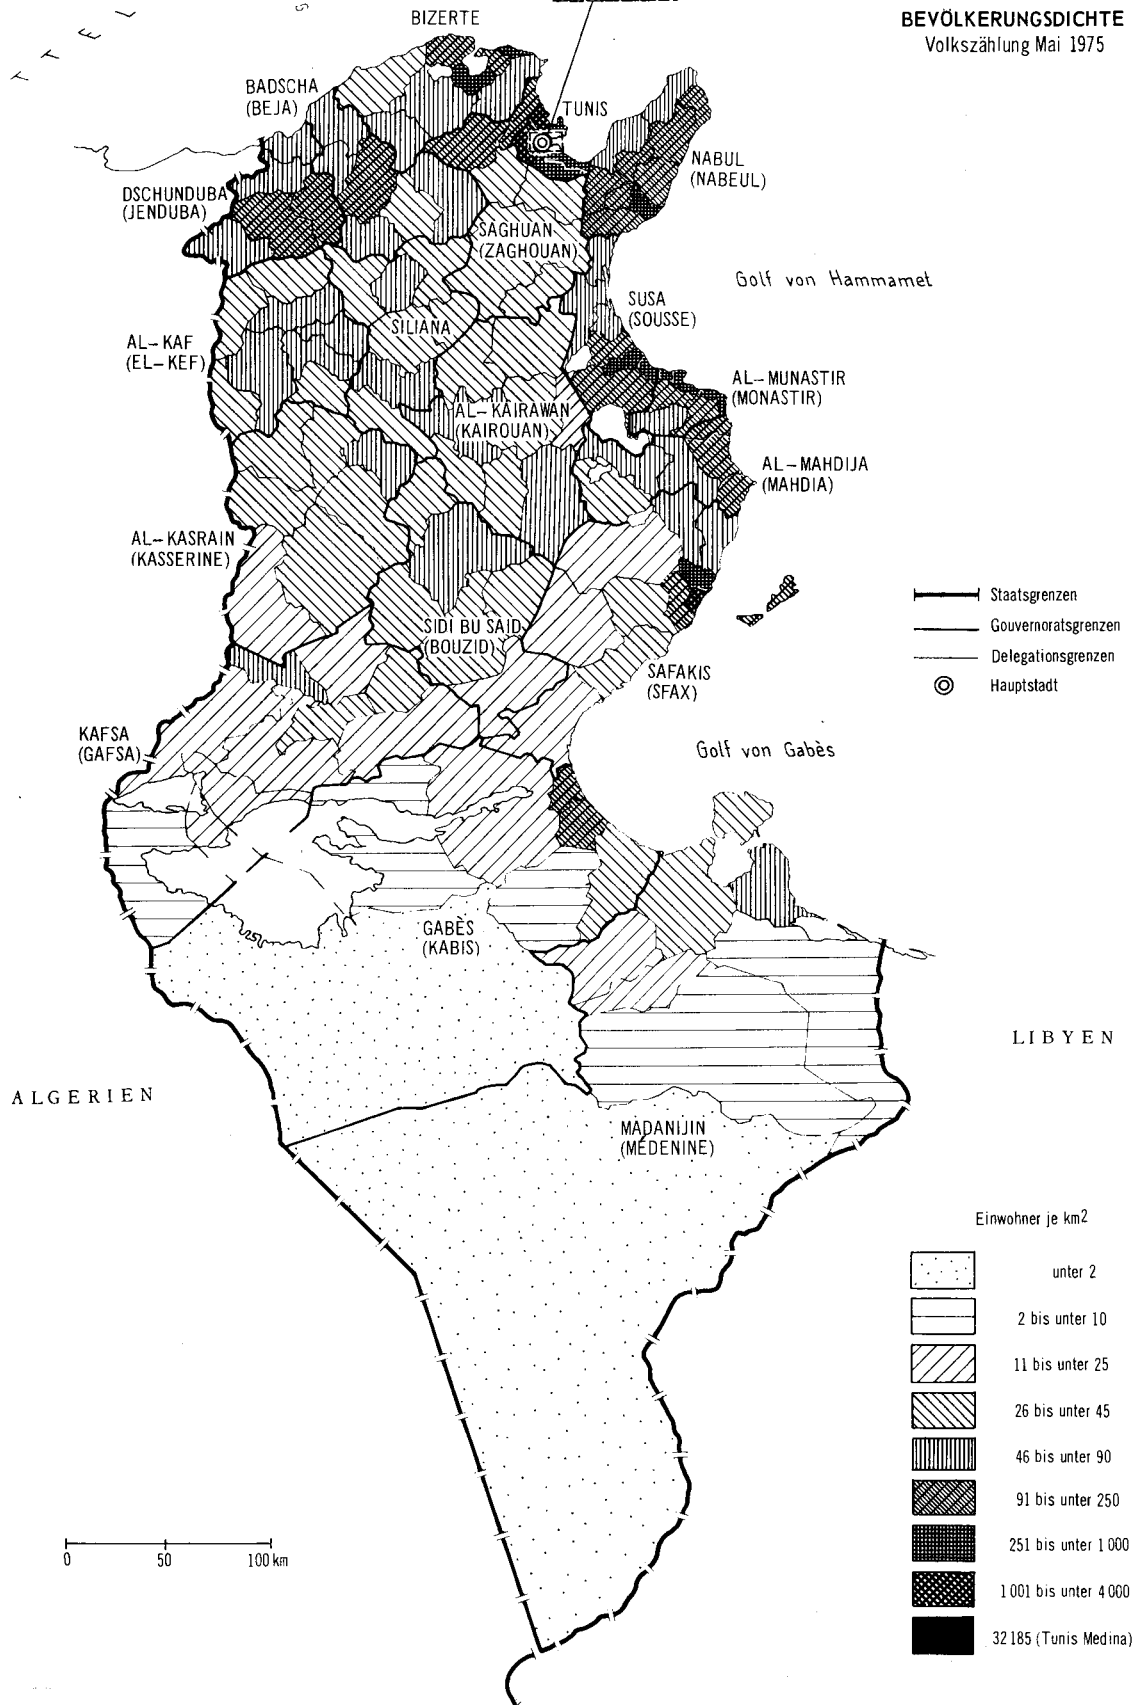 BEVÖLKERUNGSDICHTE
Volkszählung Mai 1975
TTEL
S
BIZERTE
BADSCHA
(BEJA)
TUNIS
NABUL
(NABEUL)
DSCHUNDUBA
(JENDUBA)
SAGHUAN
(ZAGHOUAN)
Golf von Hammamet
SUSA
(SOUSSE)
SILIANA
AL-KAF
(EL-KEF)
AL-MUNASTIR
(MONASTIR)
AL-KAIRAWAN
(KAIROUAN)
AL-MAHDIJA
(MAHDIA)
AL-KASRAIN
(KASSERINE)
Staatsgrenzen
Gouvernoratsgrenzen
Delegationsgrenzen
Hauptstadt
SIDI BU SAID
(BOUZID)
SAFAKIS
(SFAX)
KAFSA
(GAFSA)
Golf von Gabès
GABÈS
(KABIS)
LIBYEN
ALGERIEN
MADANIJIN
(MÉDENINE)
Einwohner je km²
unter 2
2 bis unter 10
11 bis unter 25
26 bis unter 45
46 bis unter 90
91 bis unter 250
251 bis unter 1000
1001 bis unter 4000
32185 (Tunis Medina)
0 50 100 km